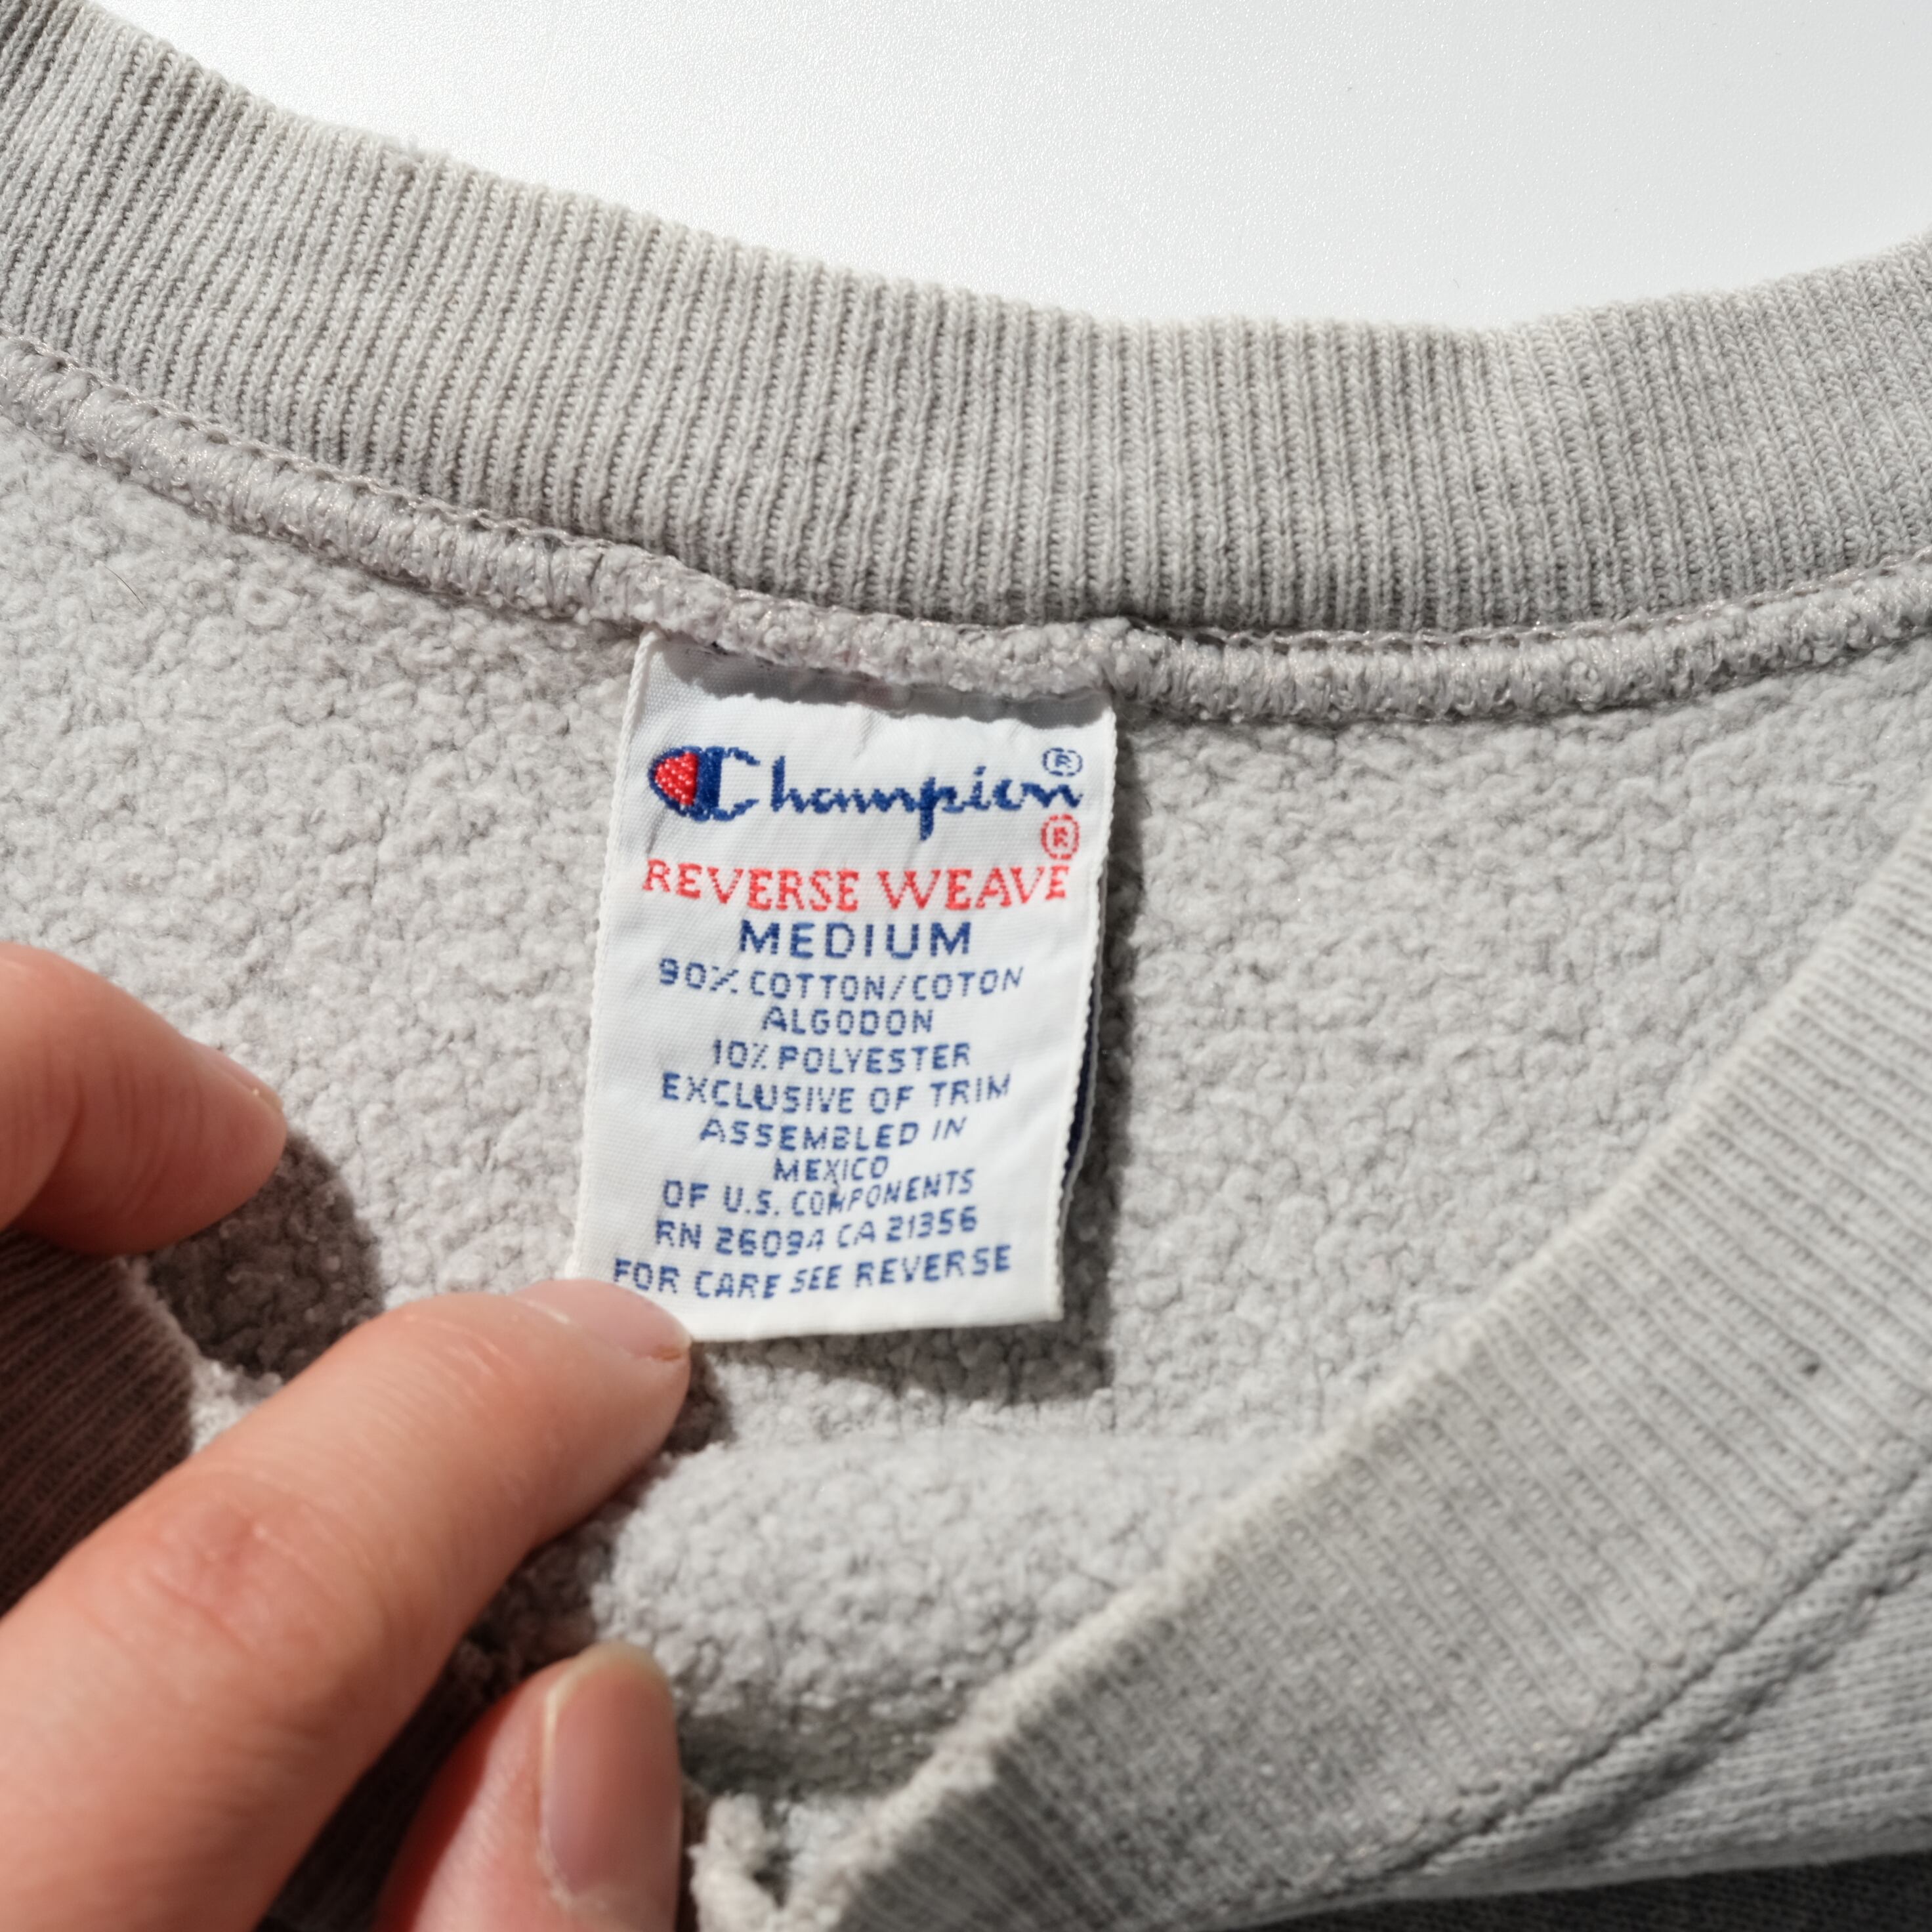 Champion®
REVERSE WEAVE®
MEDIUM
90% COTTON/COTON
ALGODON
10% POLYESTER
EXCLUSIVE OF TRIM
ASSEMBLED IN
MEXICO
OF U.S. COMPONENTS
RN 26094 CA 21356
FOR CARE SEE REVERSE